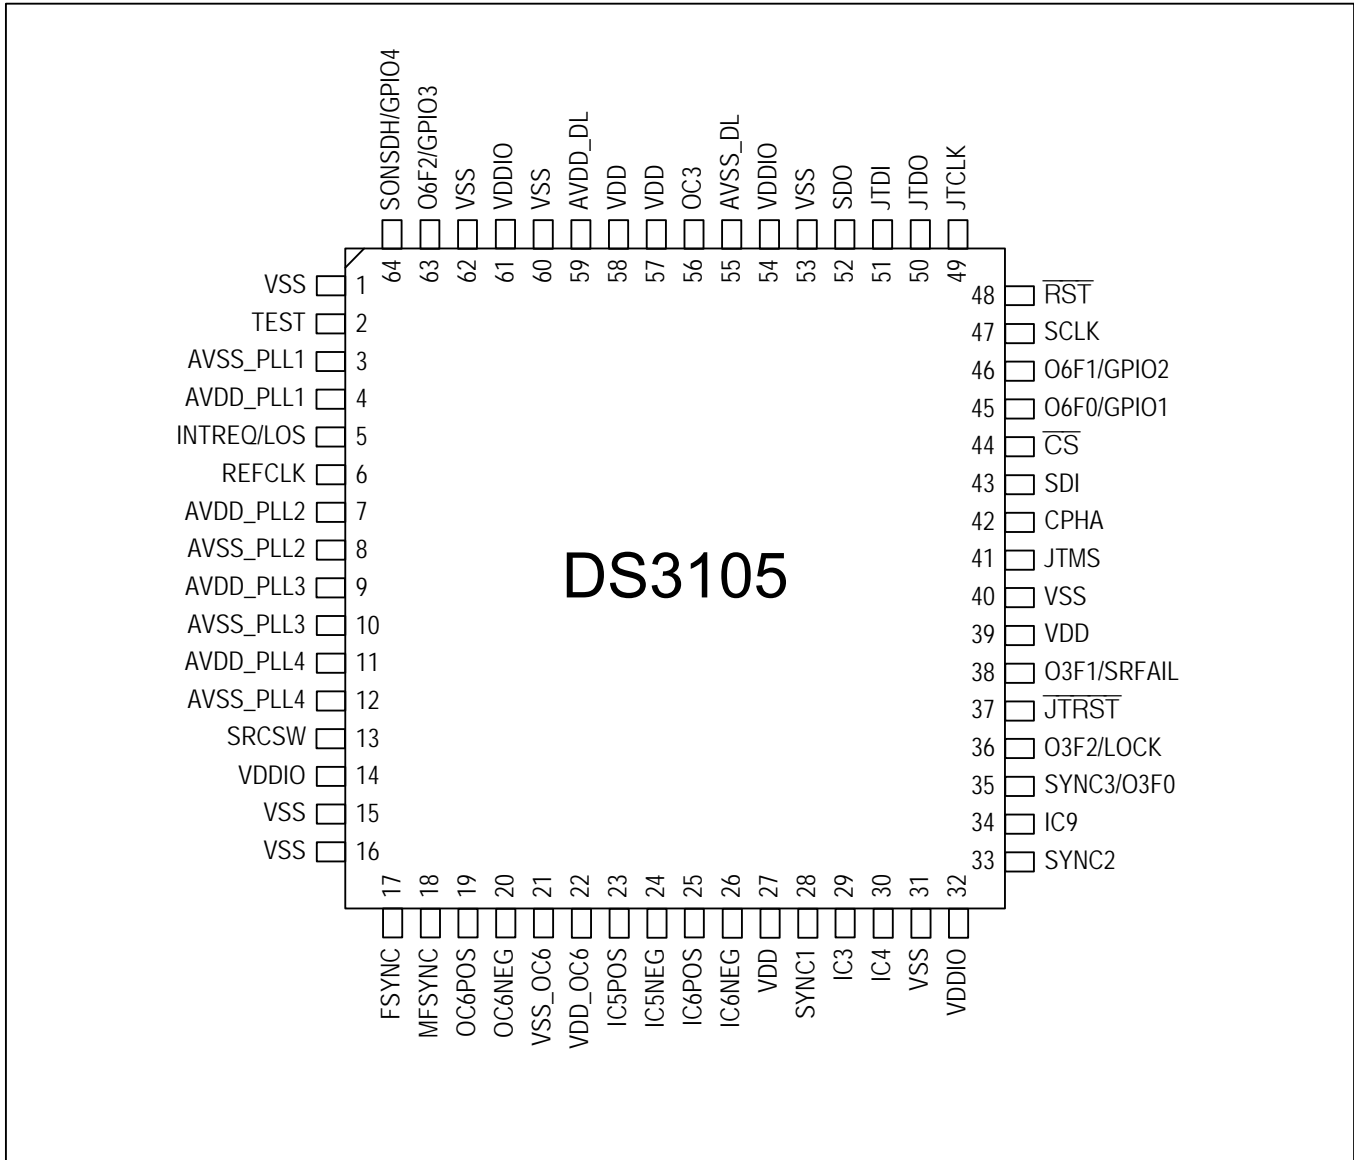 SONSDH/GPIO4
O6F2/GPIO3
VSS
VDDIO
VSS
AVDD_DL
VDD
VDD
OC3
AVSS_DL
VDDIO
VSS
SDO
JTDI
JTDO
JTCLK
64 63 62 61 60 59 58 57 56 55 54 53 52 51 50 49
VSS 1
TEST 2
AVSS_PLL1 3
AVDD_PLL1 4
INTREQ/LOS 5
REFCLK 6
AVDD_PLL2 7
AVSS_PLL2 8
AVDD_PLL3 9
AVSS_PLL3 10
AVDD_PLL4 11
AVSS_PLL4 12
SRCSW 13
VDDIO 14
VSS 15
VSS 16
DS3105
48 RST
47 SCLK
46 O6F1/GPIO2
45 O6F0/GPIO1
44 CS
43 SDI
42 CPHA
41 JTMS
40 VSS
39 VDD
38 O3F1/SRFAIL
37 JTRST
36 O3F2/LOCK
35 SYNC3/O3F0
34 IC9
33 SYNC2
17 18 19 20 21 22 23 24 25 26 27 28 29 30 31 32
FSYNC
MFSYNC
OC6POS
OC6NEG
VSS_OC6
VDD_OC6
IC5POS
IC5NEG
IC6POS
IC6NEG
VDD
SYNC1
IC3
IC4
VSS
VDDIO